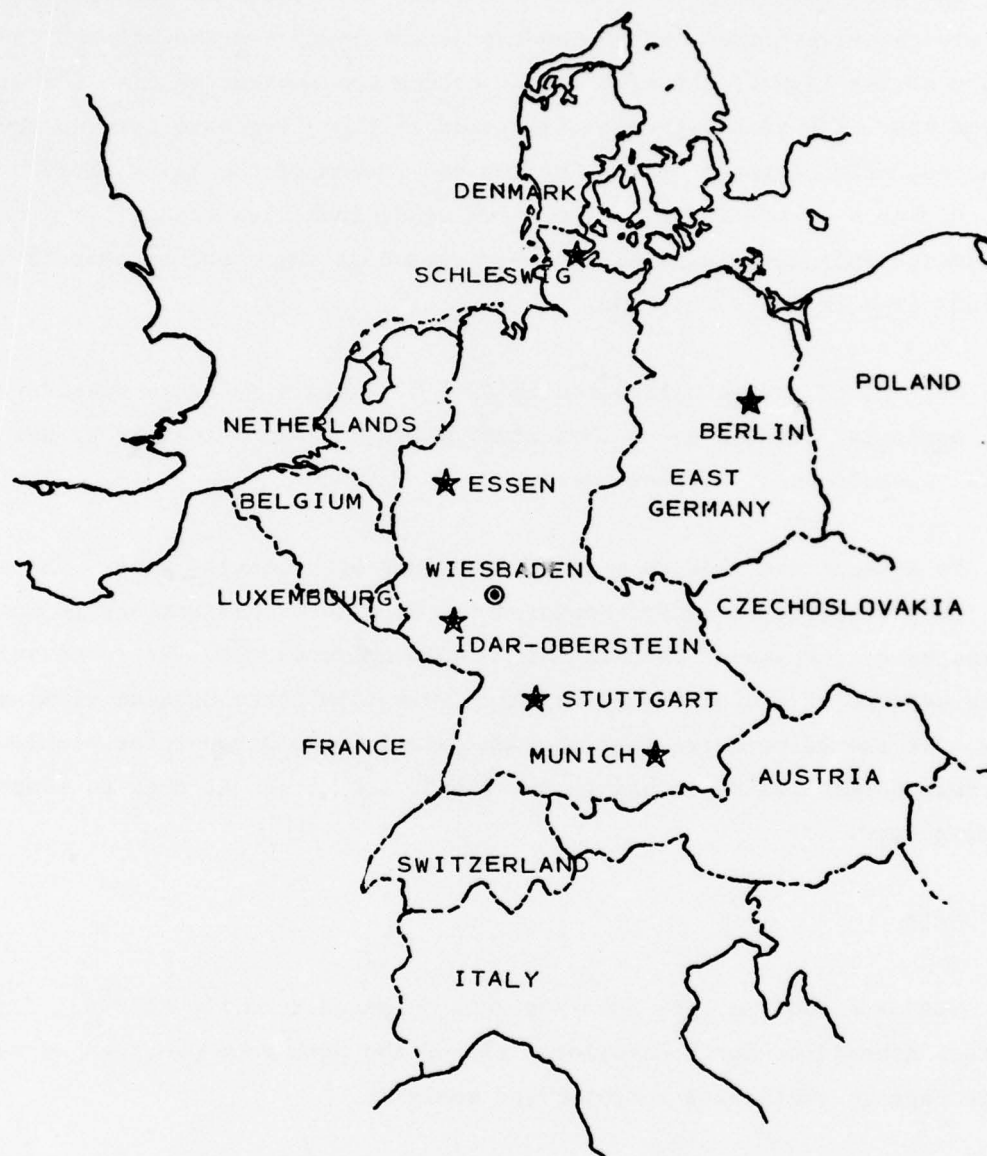 DENMARK
SCHLESWIG
POLAND
NETHERLANDS
BERLIN
BELGIUM
ESSEN
EAST
GERMANY
WIESBADEN
LUXEMBOURG
CZECHOSLOVAKIA
IDAR-OBERSTEIN
STUTTGART
FRANCE
MUNICH
AUSTRIA
SWITZERLAND
ITALY